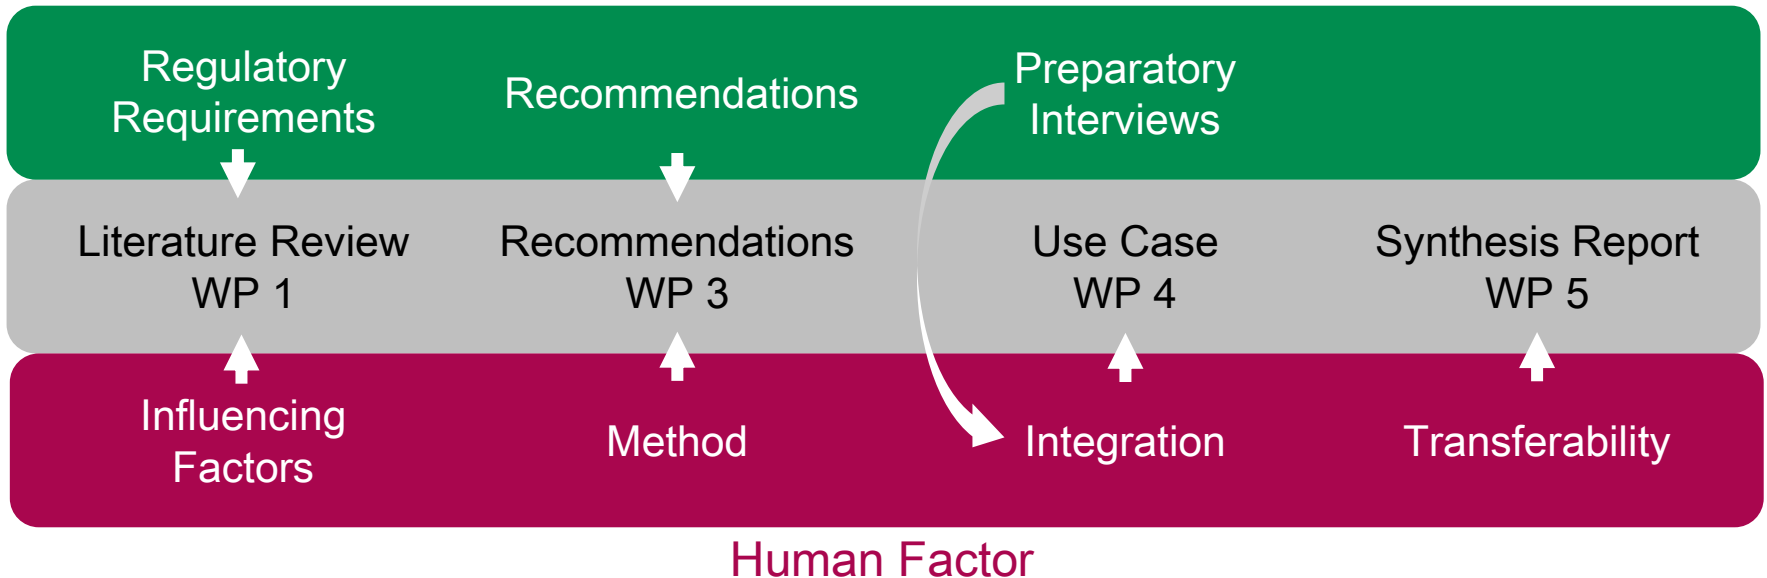 Regulatory
Requirements
Recommendations
Preparatory
Interviews
Literature Review
WP 1
Recommendations
WP 3
Use Case
WP 4
Synthesis Report
WP 5
Influencing
Factors
Method
Integration
Transferability
Human Factor